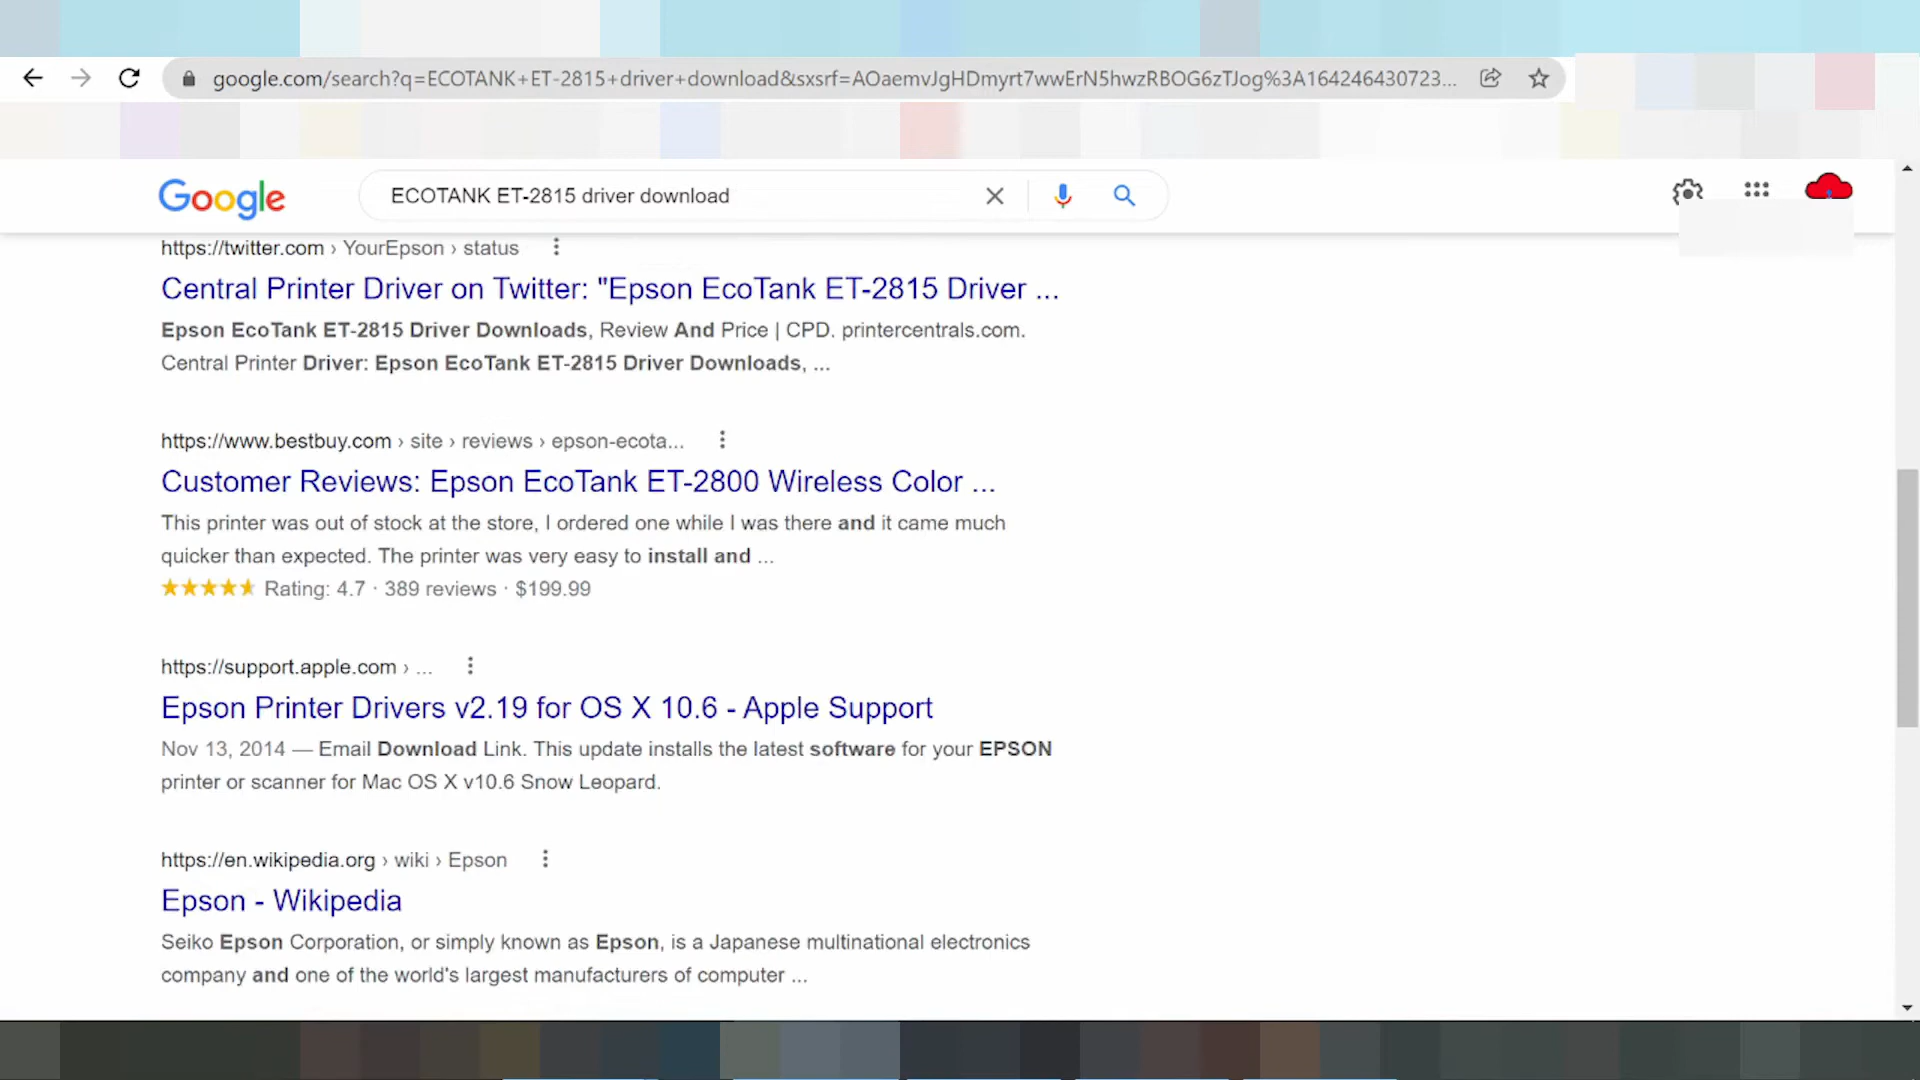 google.com/search?q=ECOTANK+ET-2815+driver+download&sxsrf=AOaemvJgHDmyrt7wwErN5hwzRBOG6zTJog%3A164246430723...
Google
ECOTANK ET-2815 driver download
https://twitter.com › YourEpson › status
Central Printer Driver on Twitter: "Epson EcoTank ET-2815 Driver ...
Epson EcoTank ET-2815 Driver Downloads, Review And Price | CPD. printercentrals.com.
Central Printer Driver: Epson EcoTank ET-2815 Driver Downloads, ...
https://www.bestbuy.com › site › reviews › epson-ecota...
Customer Reviews: Epson EcoTank ET-2800 Wireless Color ...
This printer was out of stock at the store, I ordered one while I was there and it came much
quicker than expected. The printer was very easy to install and ...
Rating: 4.7 · 389 reviews · $199.99
https://support.apple.com › ...
Epson Printer Drivers v2.19 for OS X 10.6 - Apple Support
Nov 13, 2014 — Email Download Link. This update installs the latest software for your EPSON
printer or scanner for Mac OS X v10.6 Snow Leopard.
https://en.wikipedia.org › wiki › Epson
Epson - Wikipedia
Seiko Epson Corporation, or simply known as Epson, is a Japanese multinational electronics
company and one of the world's largest manufacturers of computer ...